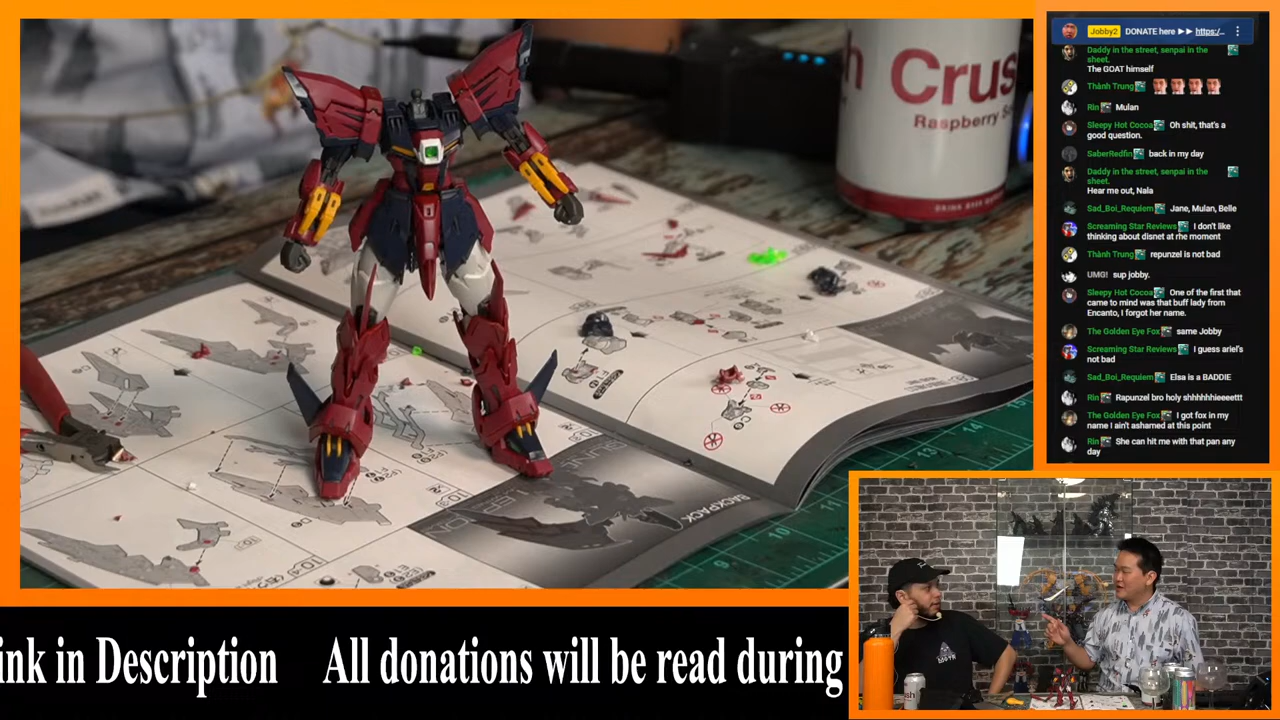 Crus
Raspberry S
BACKPACK
14
13
11
10
Jobby2 DONATE here ►► https:/...
Daddy in the street, senpai in the
sheet.
The GOAT himself
Thành Trung
Rin Mulan
Sleepy Hot Cocoa Oh shit, that's a
good question.
SaberRedfin back in my day
Daddy in the street, senpai in the
sheet.
Hear me out, Nala
Sad_Boi_Requiem Jane, Mulan, Belle
Screaming Star Reviews I don't like
thinking about disnet at rhe moment
Thành Trung repunzel is not bad
UMG! sup jobby.
Sleepy Hot Cocoa One of the first that
came to mind was that buff lady from
Encanto, I forgot her name.
The Golden Eye Fox same Jobby
Screaming Star Reviews I guess ariel's
not bad
Sad_Boi_Requiem Elsa is a BADDIE
Rin Rapunzel bro holy shhhhhhieeeettt
The Golden Eye Fox I got fox in my
name I ain't ashamed at this point
Rin She can hit me with that pan any
day
ink in Description All donations will be read during